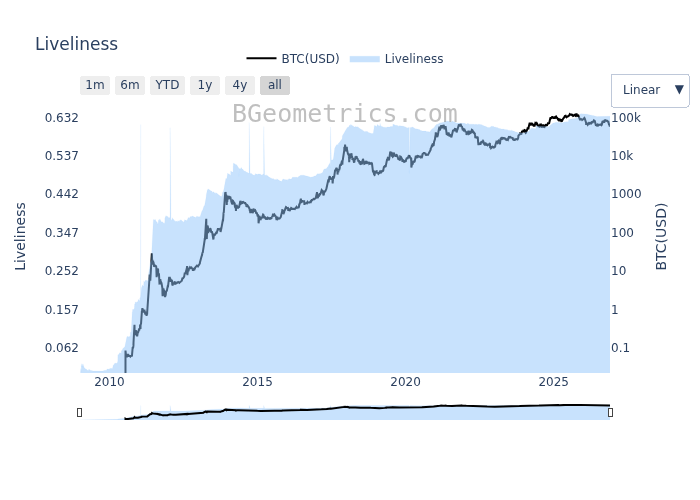 Liveliness
BTC(USD) Liveliness
1m 6m YTD 1y 4y all
Linear ▼
BGeometrics.com
0.632 100k
0.537 10k
0.442 1000
0.347 100
0.252 10
0.157 1
0.062 0.1
Liveliness
BTC(USD)
2010 2015 2020 2025